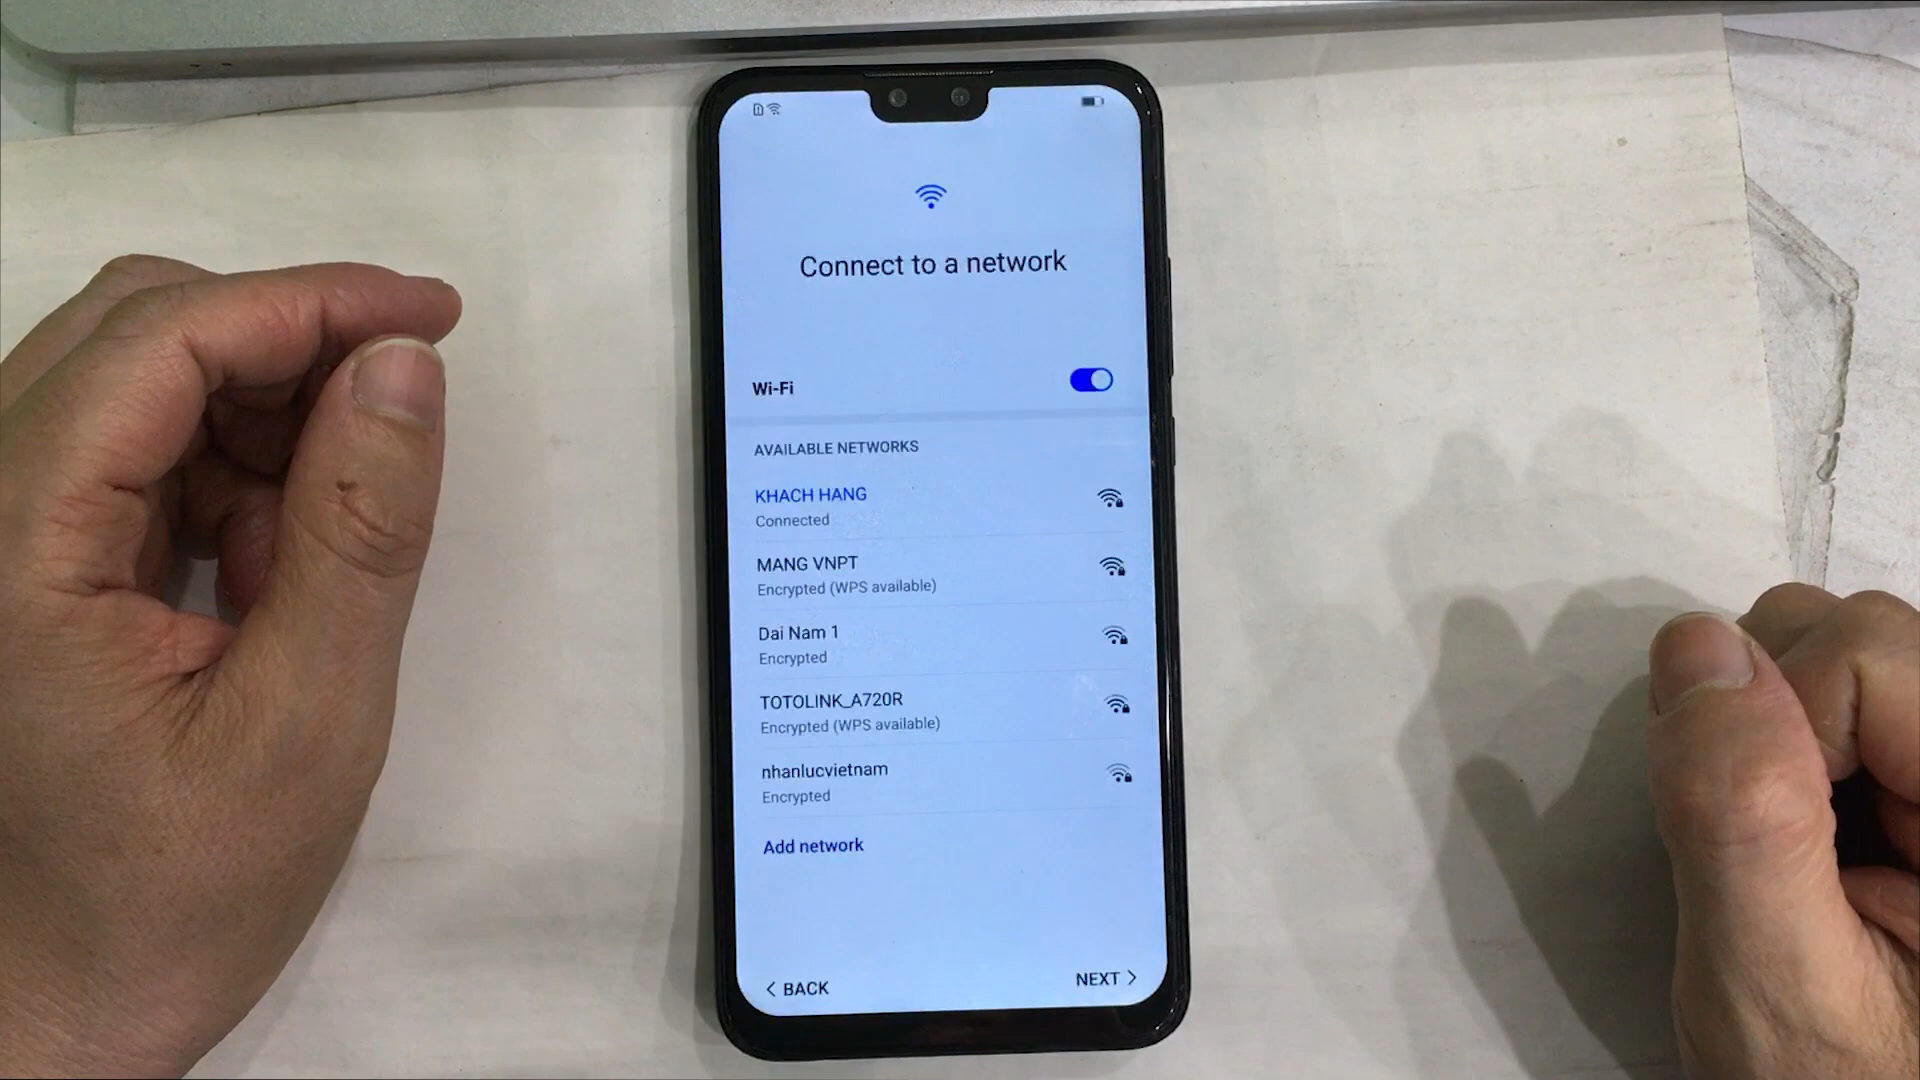 Connect to a network
Wi-Fi
AVAILABLE NETWORKS
KHACH HANG
Connected
MANG VNPT
Encrypted (WPS available)
Dai Nam 1
Encrypted
TOTOLINK_A720R
Encrypted (WPS available)
nhanlucvietnam
Encrypted
Add network
BACK
NEXT